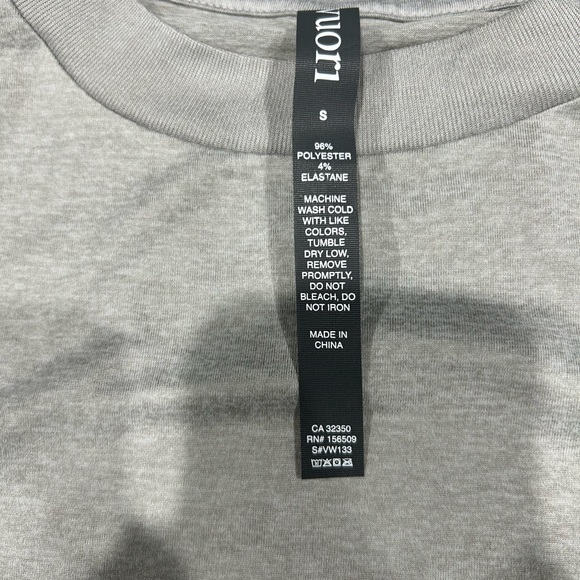 vuori
S
96%
POLYESTER
4%
ELASTANE
MACHINE
WASH COLD
WITH LIKE
COLORS,
TUMBLE
DRY LOW,
REMOVE
PROMPTLY,
DO NOT
BLEACH, DO
NOT IRON
MADE IN
CHINA
CA 32350
RN# 156509
S#VW133